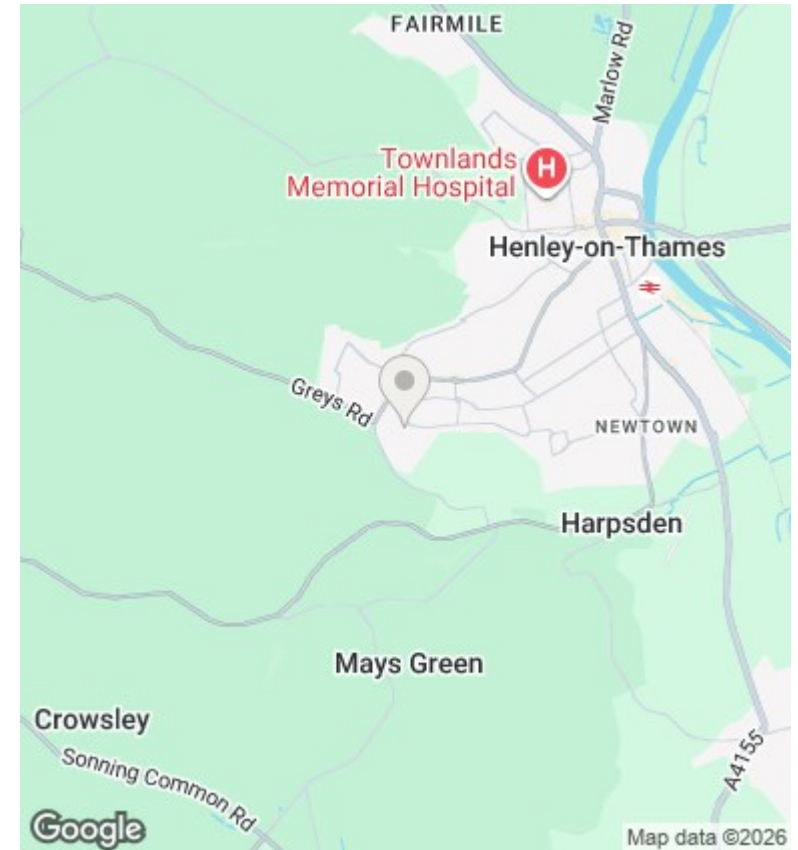 FAIRMILE
Marlow Rd
Townlands
Memorial Hospital
H
Henley-on-Thames
Greys Rd
NEWTOWN
Harpsden
Mays Green
Crowsley
Sonning Common Rd
A4155
Google
Map data ©2026